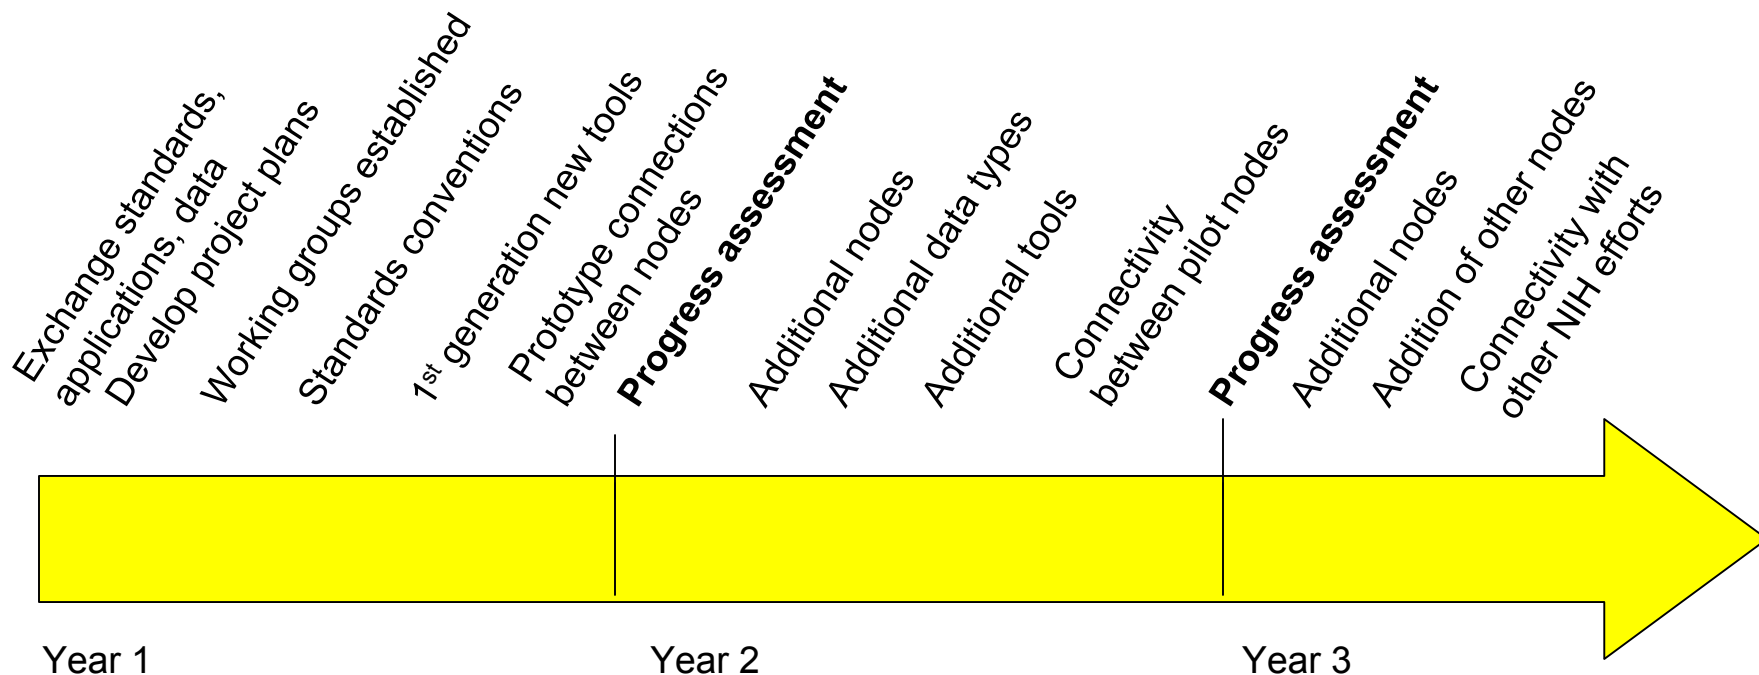 Exchange standards,
applications, data
Develop project plans
Working groups established
Standards conventions
1st generation new tools
Prototype connections
between nodes
Progress assessment
Additional nodes
Additional data types
Additional tools
Connectivity
between pilot nodes
Progress assessment
Additional nodes
Addition of other nodes
Connectivity with
other NIH efforts
Year 1
Year 2
Year 3